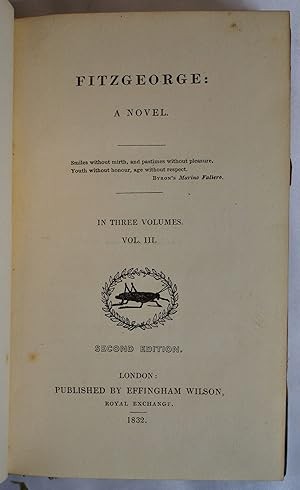 FITZGEORGE:
A NOVEL.
Smiles without mirth, and pastimes without pleasure,
Youth without honour, age without respect.
BYRON'S Marino Faliero.
IN THREE VOLUMES.
VOL. III.
SECOND EDITION.
LONDON:
PUBLISHED BY EFFINGHAM WILSON,
ROYAL EXCHANGE.
1832.